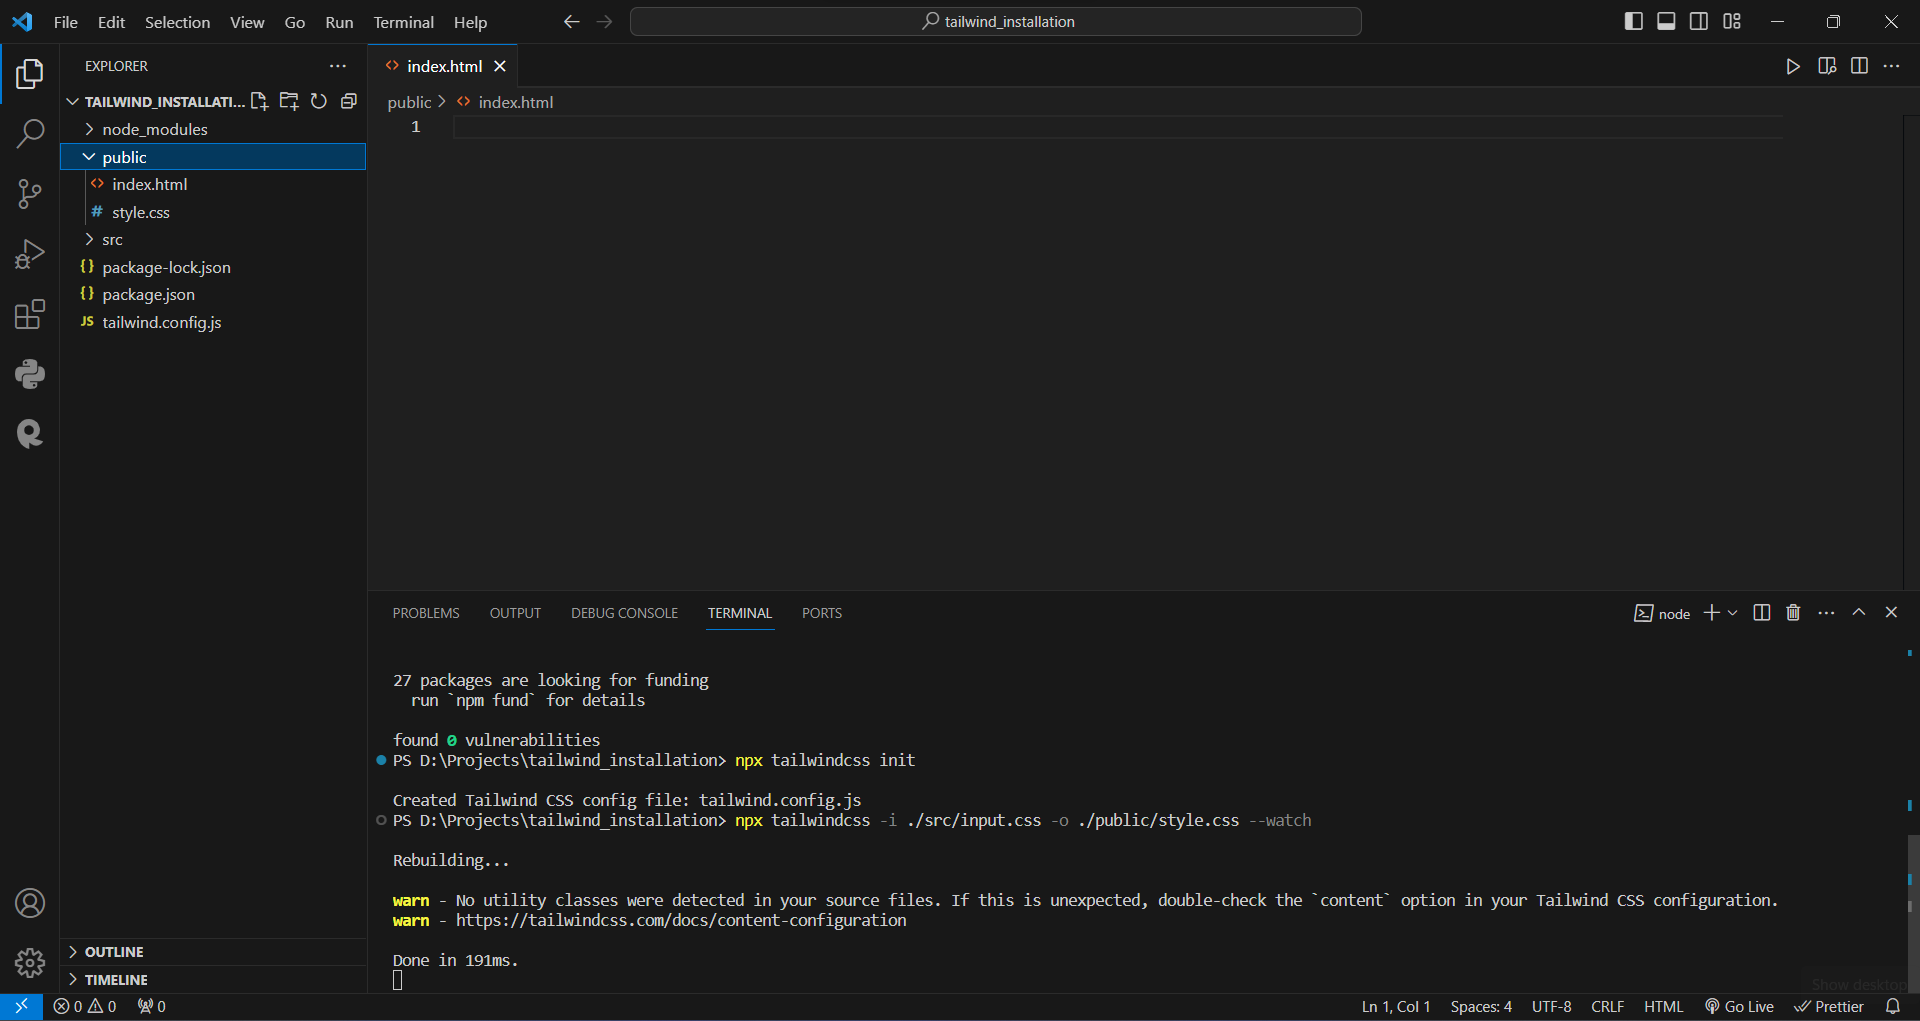 File Edit Selection View Go Run Terminal Help
tailwind_installation
EXPLORER
TAILWIND_INSTALLATI...
node_modules
public
index.html
style.css
src
package-lock.json
package.json
JS tailwind.config.js
OUTLINE
TIMELINE
index.html
public > index.html
1
PROBLEMS OUTPUT DEBUG CONSOLE TERMINAL PORTS
node
27 packages are looking for funding
run `npm fund` for details
found 0 vulnerabilities
PS D:\Projects\tailwind_installation> npx tailwindcss init
Created Tailwind CSS config file: tailwind.config.js
PS D:\Projects\tailwind_installation> npx tailwindcss -i ./src/input.css -o ./public/style.css --watch
Rebuilding...
warn - No utility classes were detected in your source files. If this is unexpected, double-check the `content` option in your Tailwind CSS configuration.
warn - https://tailwindcss.com/docs/content-configuration
Done in 191ms.
Show desktop
0 0 0
Ln 1, Col 1 Spaces: 4 UTF-8 CRLF HTML Go Live Prettier